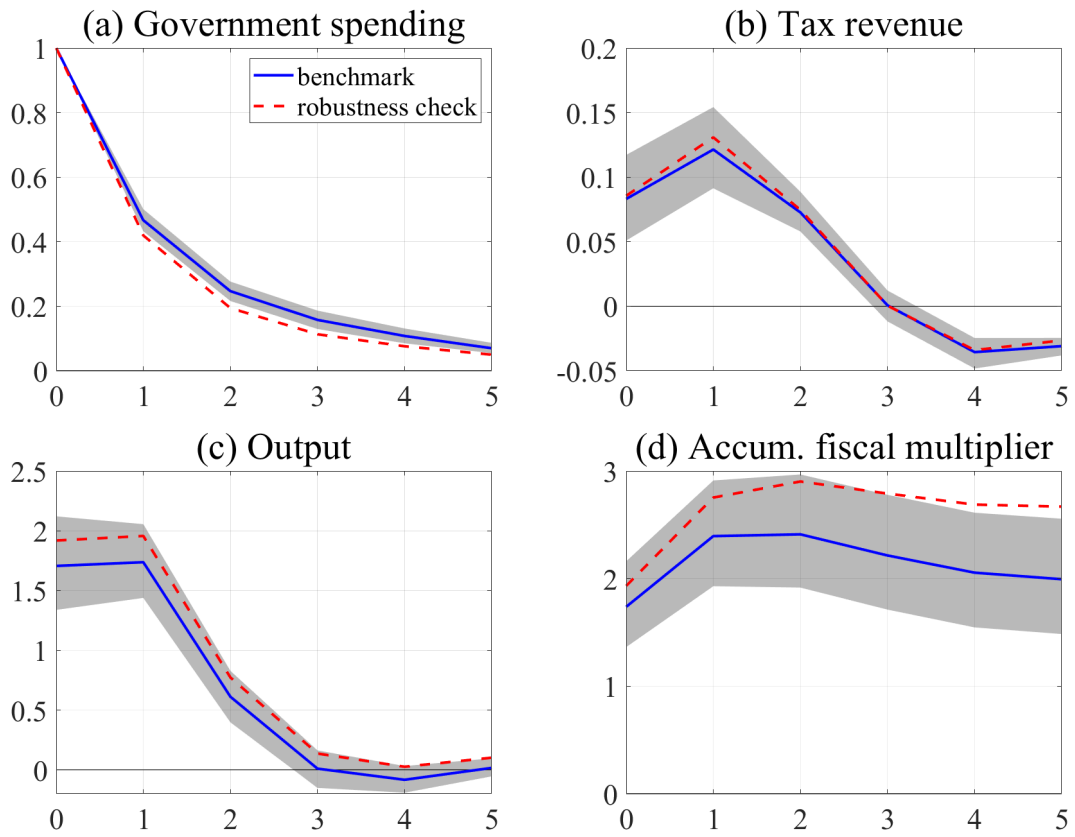 (a) Government spending
1
0.8
0.6
0.4
0.2
0
0 1 2 3 4 5
benchmark
robustness check
(b) Tax revenue
0.2
0.15
0.1
0.05
0
-0.05
0 1 2 3 4 5
(c) Output
2.5
2
1.5
1
0.5
0
0 1 2 3 4 5
(d) Accum. fiscal multiplier
3
2
1
0
0 1 2 3 4 5